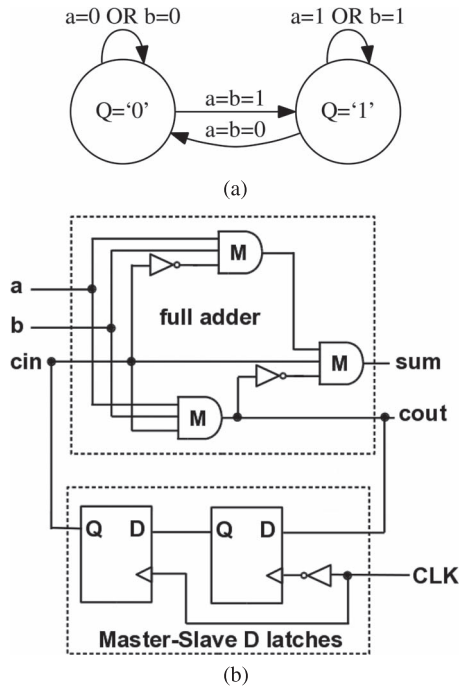 a=0 OR b=0
a=1 OR b=1
Q=‘0’
a=b=1
a=b=0
Q=‘1’
(a)
M
a
b
full adder
cin
M
sum
M
cout
Q D
Q D
CLK
Master-Slave D latches
(b)